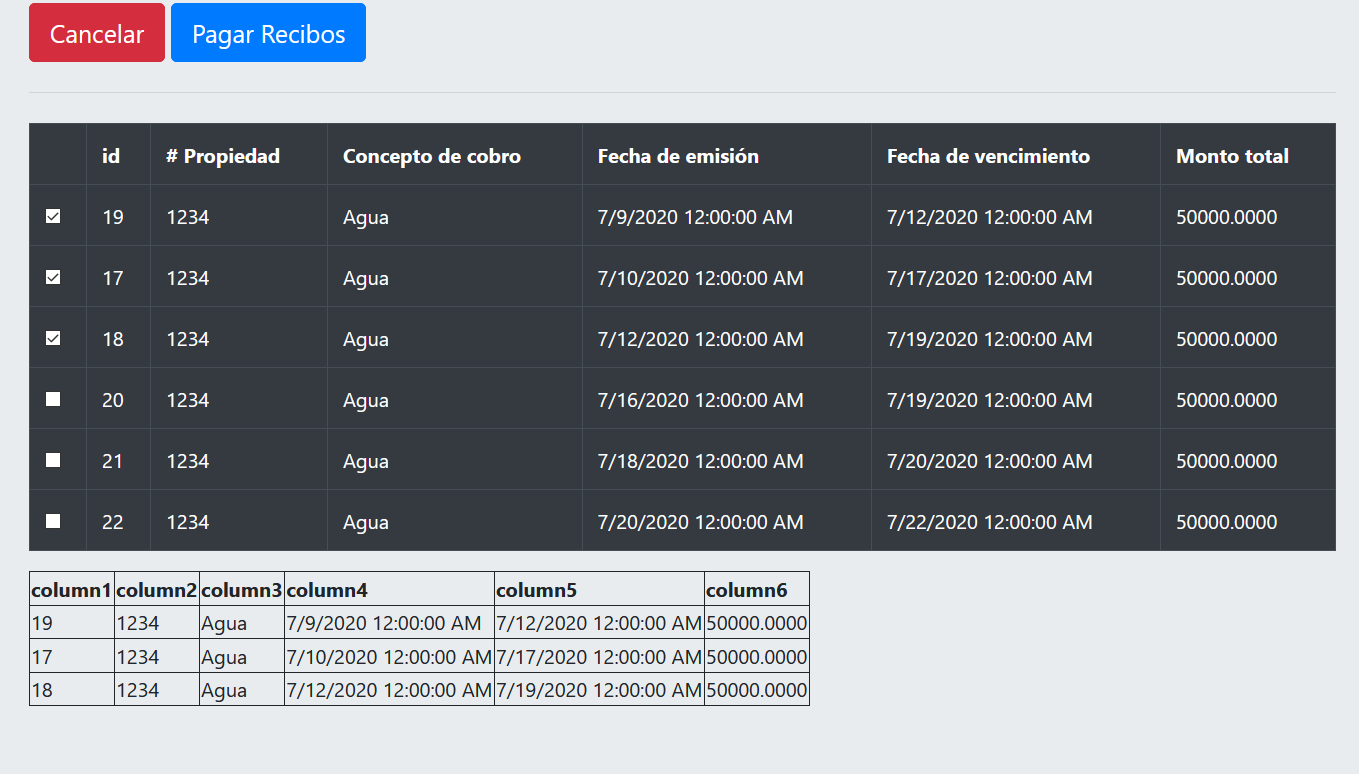 Cancelar Pagar Recibos
id # Propiedad Concepto de cobro Fecha de emisión Fecha de vencimiento Monto total
19 1234 Agua 7/9/2020 12:00:00 AM 7/12/2020 12:00:00 AM 50000.0000
17 1234 Agua 7/10/2020 12:00:00 AM 7/17/2020 12:00:00 AM 50000.0000
18 1234 Agua 7/12/2020 12:00:00 AM 7/19/2020 12:00:00 AM 50000.0000
20 1234 Agua 7/16/2020 12:00:00 AM 7/19/2020 12:00:00 AM 50000.0000
21 1234 Agua 7/18/2020 12:00:00 AM 7/20/2020 12:00:00 AM 50000.0000
22 1234 Agua 7/20/2020 12:00:00 AM 7/22/2020 12:00:00 AM 50000.0000
column1 column2 column3 column4 column5 column6
19 1234 Agua 7/9/2020 12:00:00 AM 7/12/2020 12:00:00 AM 50000.0000
17 1234 Agua 7/10/2020 12:00:00 AM 7/17/2020 12:00:00 AM 50000.0000
18 1234 Agua 7/12/2020 12:00:00 AM 7/19/2020 12:00:00 AM 50000.0000